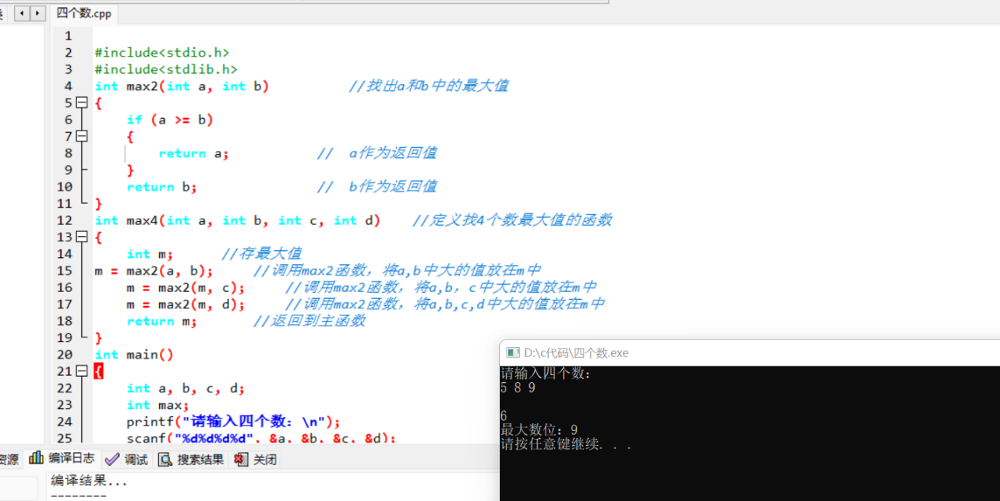 四个数.cpp
1
2 #include<stdio.h>
3 #include<stdlib.h>
4 int max2(int a, int b) //找出a和b中的最大值
5 {
6 if (a >= b)
7 {
8 return a; // a作为返回值
9 }
10 return b; // b作为返回值
11 }
12 int max4(int a, int b, int c, int d) //定义找4个数最大值的函数
13 {
14 int m; //存最大值
15 m = max2(a, b); //调用max2函数，将a,b中大的值放在m中
16 m = max2(m, c); //调用max2函数，将a,b，c中大的值放在m中
17 m = max2(m, d); //调用max2函数，将a,b,c,d中大的值放在m中
18 return m; //返回到主函数
19 }
20 int main()
21 {
22 int a, b, c, d;
23 int max;
24 printf("请输入四个数：\n");
25 scanf("%d%d%d%d", &a, &b, &c, &d);
D:\c代码\四个数.exe
请输入四个数：
5 8 9
6
最大数位：9
请按任意键继续. . .
资源 编译日志 调试 搜索结果 关闭
编译结果...
--------